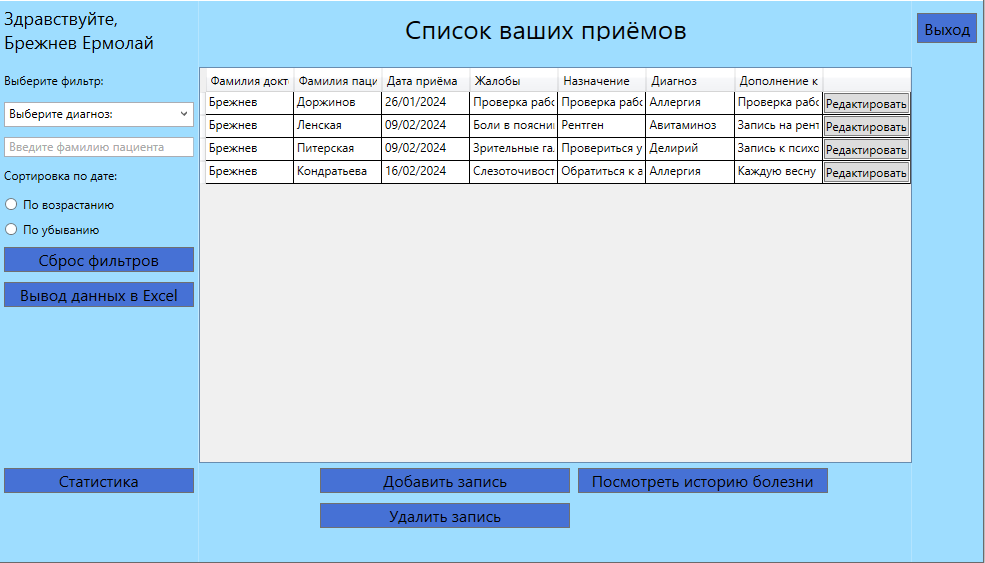 Здравствуйте,
Брежнев Ермолай
Список ваших приёмов
Выход
Выберите фильтр:
Выберите диагноз:
Введите фамилию пациента
Сортировка по дате:
По возрастанию
По убыванию
Сброс фильтров
Вывод данных в Excel
Статистика
Фамилия докт Фамилия паци Дата приёма Жалобы Назначение Диагноз Дополнение к
Брежнев Доржинов 26/01/2024 Проверка рабс Проверка рабс Аллергия Проверка рабс Редактировать
Брежнев Ленская 09/02/2024 Боли в поясни Рентген Авитаминоз Запись на рент Редактировать
Брежнев Питерская 09/02/2024 Зрительные га. Провериться у Делирий Запись к психо Редактировать
Брежнев Кондратьева 16/02/2024 Слезоточивост Обратиться к а Аллергия Каждую весну Редактировать
Добавить запись Посмотреть историю болезни
Удалить запись